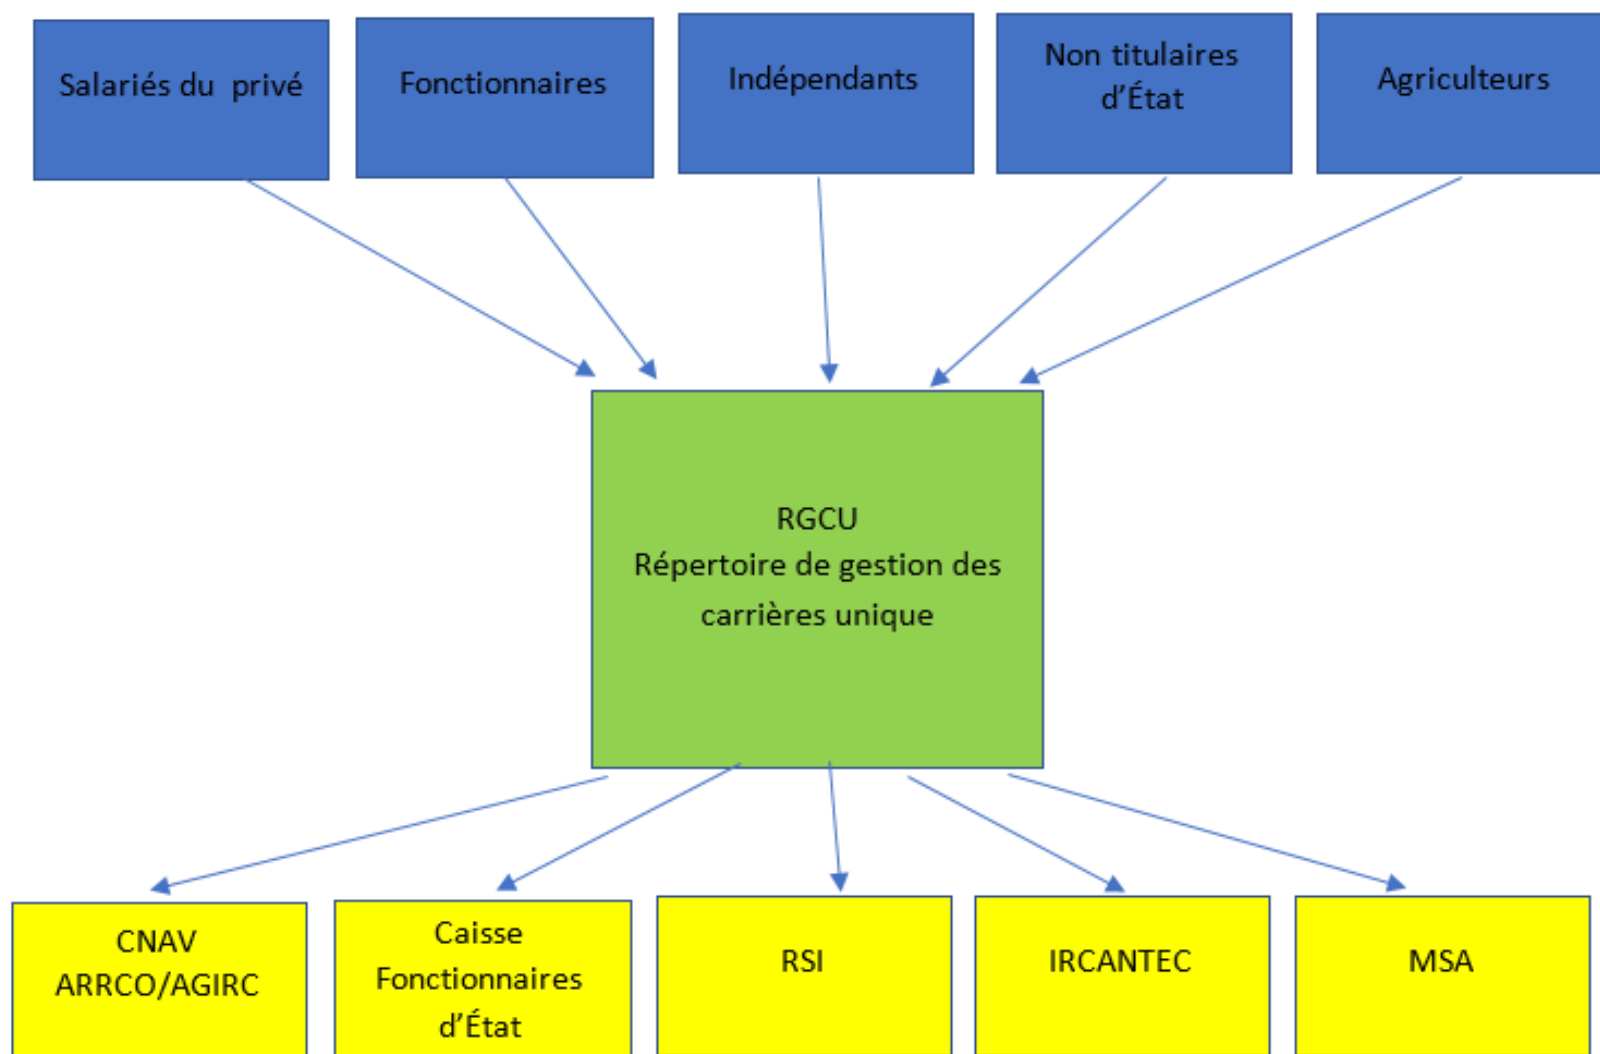 Salariés du  privé
Fonctionnaires
Indépendants
Non titulaires
d’État
Agriculteurs
RGCU
Répertoire de gestion des
carrières unique
CNAV
ARRCO/AGIRC
Caisse
Fonctionnaires
d’État
RSI
IRCANTEC
MSA